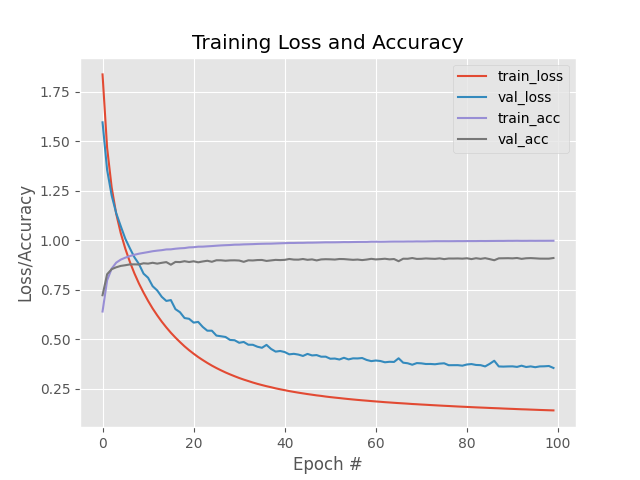 Training Loss and Accuracy
train_loss
val_loss
train_acc
val_acc
Loss/Accuracy
1.75
1.50
1.25
1.00
0.75
0.50
0.25
0 20 40 60 80 100
Epoch #